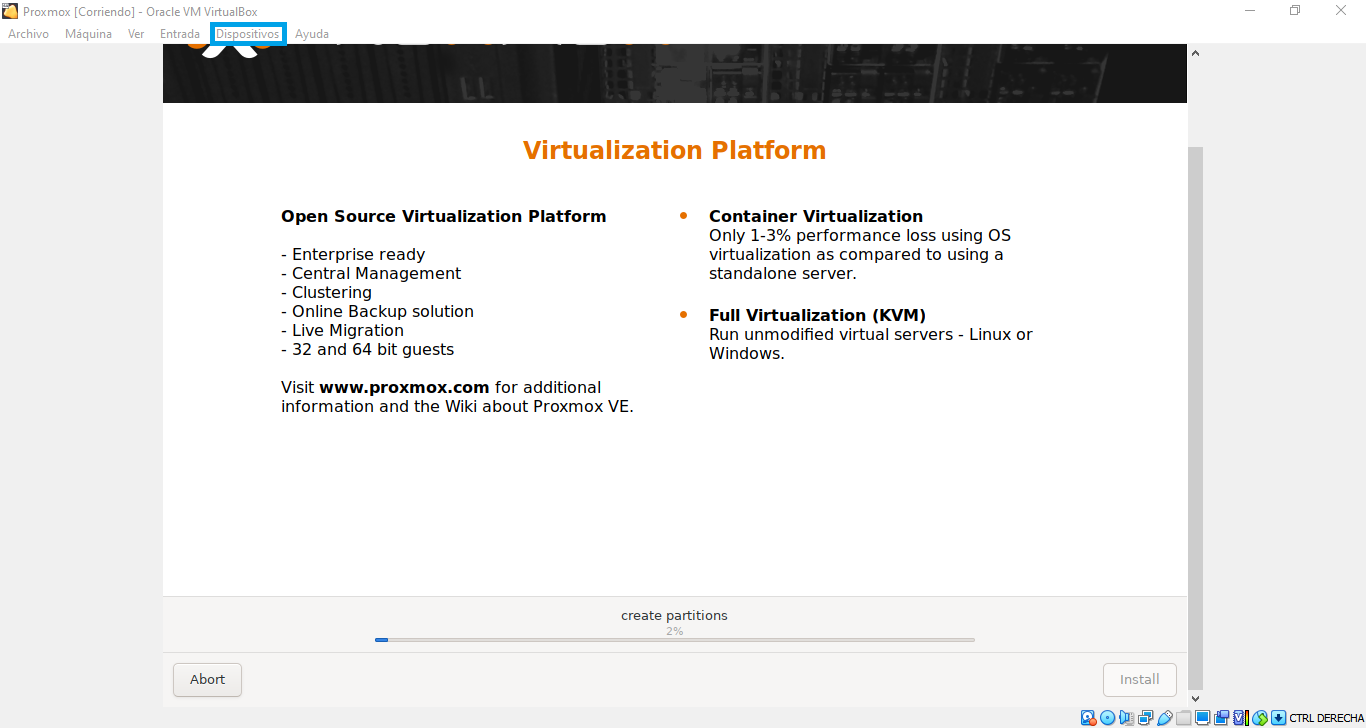 Proxmox [Corriendo] - Oracle VM VirtualBox
Archivo Máquina Ver Entrada Dispositivos Ayuda
Virtualization Platform
Open Source Virtualization Platform
- Enterprise ready
- Central Management
- Clustering
- Online Backup solution
- Live Migration
- 32 and 64 bit guests
Visit www.proxmox.com for additional
information and the Wiki about Proxmox VE.
Container Virtualization
Only 1-3% performance loss using OS
virtualization as compared to using a
standalone server.
Full Virtualization (KVM)
Run unmodified virtual servers - Linux or
Windows.
create partitions
2%
Abort
Install
CTRL DERECHA